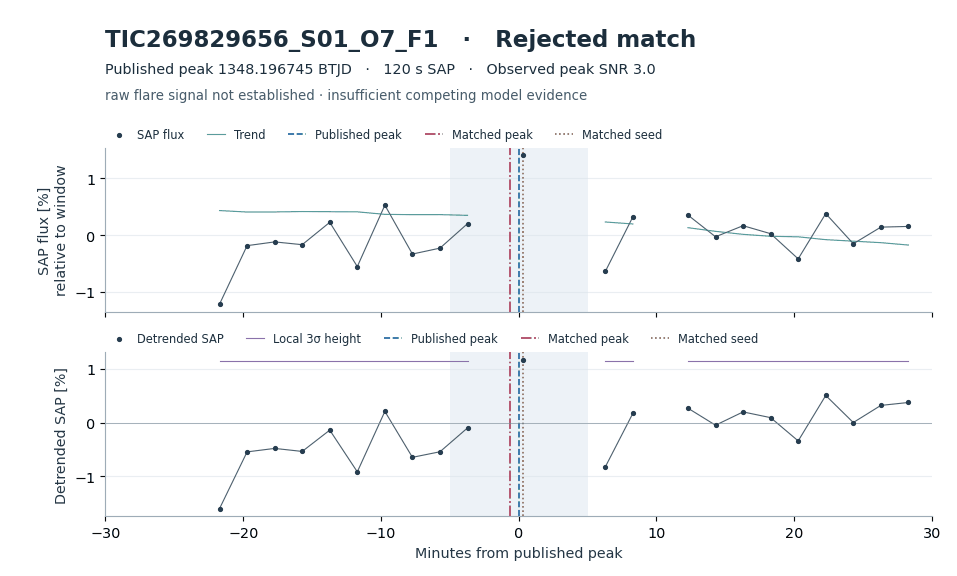 TIC269829656_S01_O7_F1 · Rejected match
Published peak 1348.196745 BTJD · 120 s SAP · Observed peak SNR 3.0
raw flare signal not established · insufficient competing model evidence
SAP flux Trend Published peak Matched peak Matched seed
SAP flux [%]
relative to window
1
0
−1
Detrended SAP Local 3σ height Published peak Matched peak Matched seed
Detrended SAP [%]
1
0
−1
−30 −20 −10 0 10 20 30
Minutes from published peak